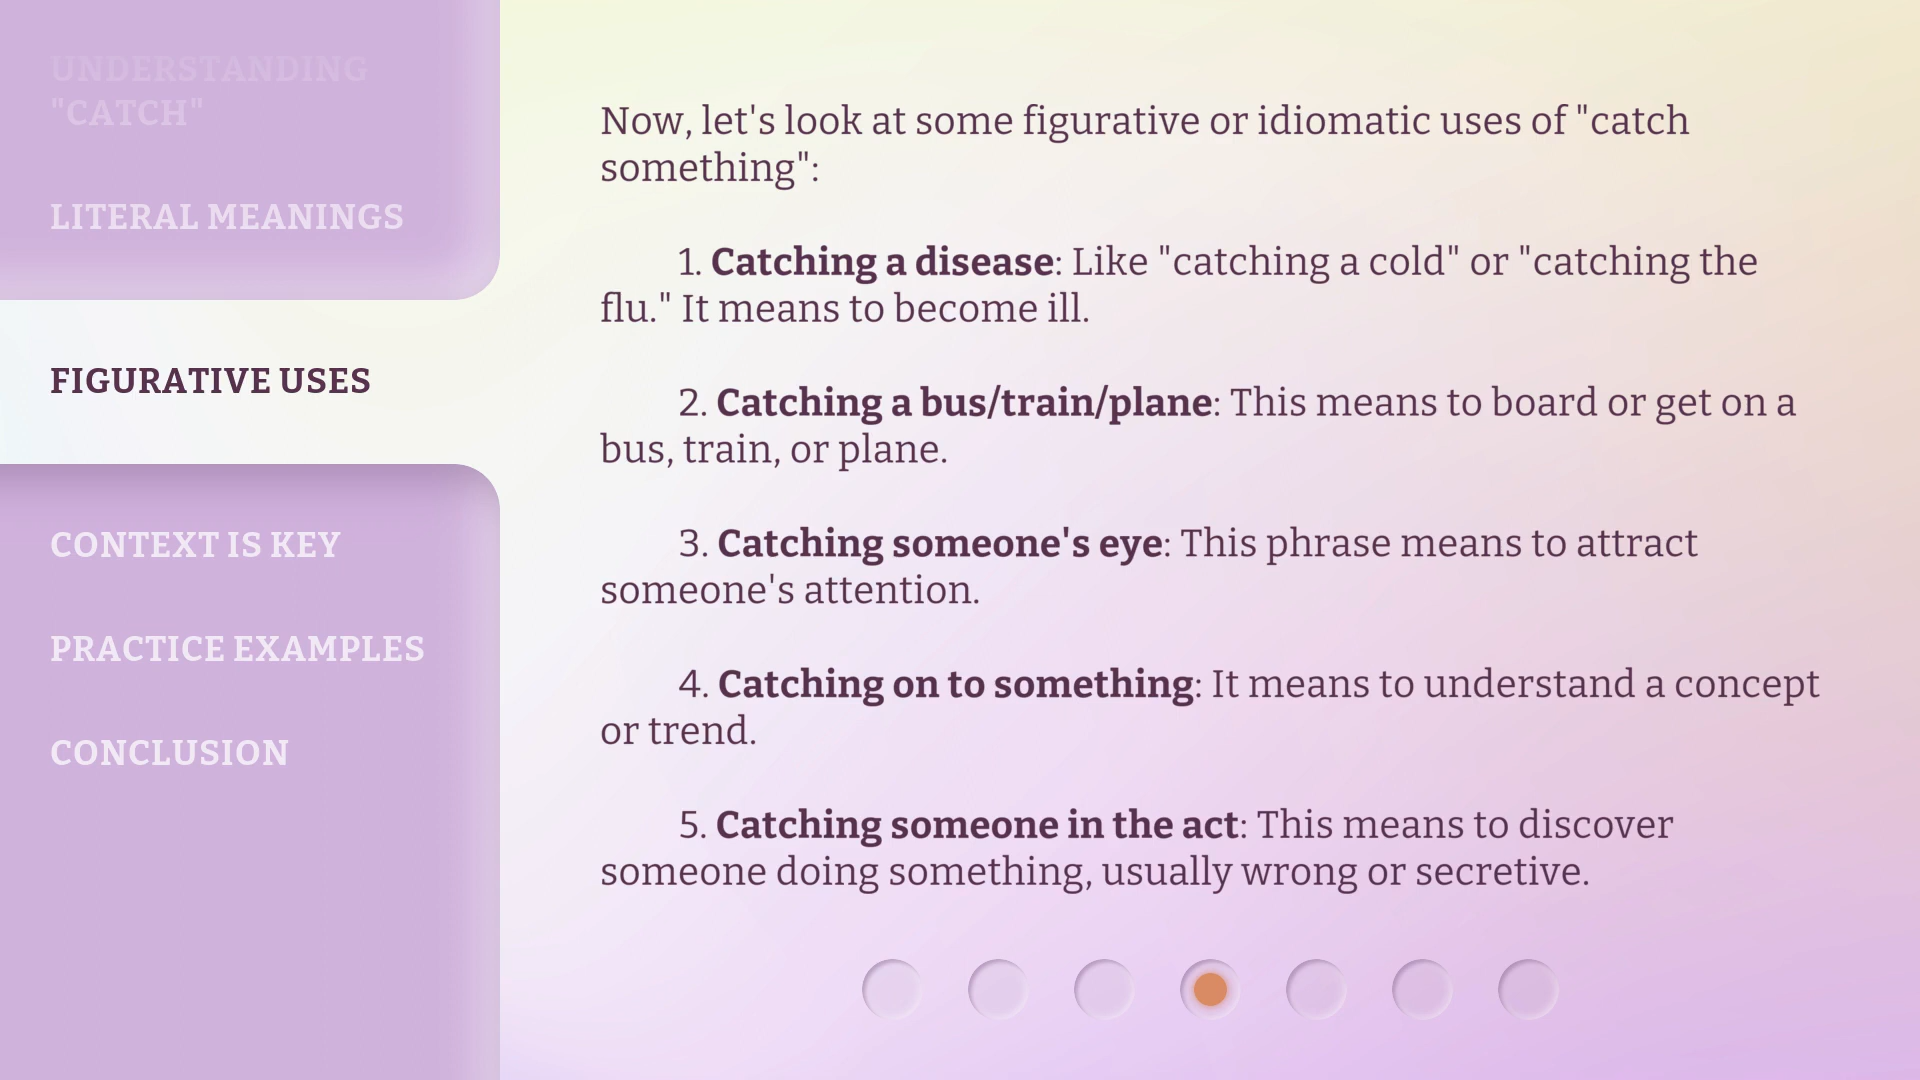 UNDERSTANDING
"CATCH"
LITERAL MEANINGS
FIGURATIVE USES
CONTEXT IS KEY
PRACTICE EXAMPLES
CONCLUSION
Now, let's look at some figurative or idiomatic uses of "catch
something":
1. Catching a disease: Like "catching a cold" or "catching the
flu." It means to become ill.
2. Catching a bus/train/plane: This means to board or get on a
bus, train, or plane.
3. Catching someone's eye: This phrase means to attract
someone's attention.
4. Catching on to something: It means to understand a concept
or trend.
5. Catching someone in the act: This means to discover
someone doing something, usually wrong or secretive.